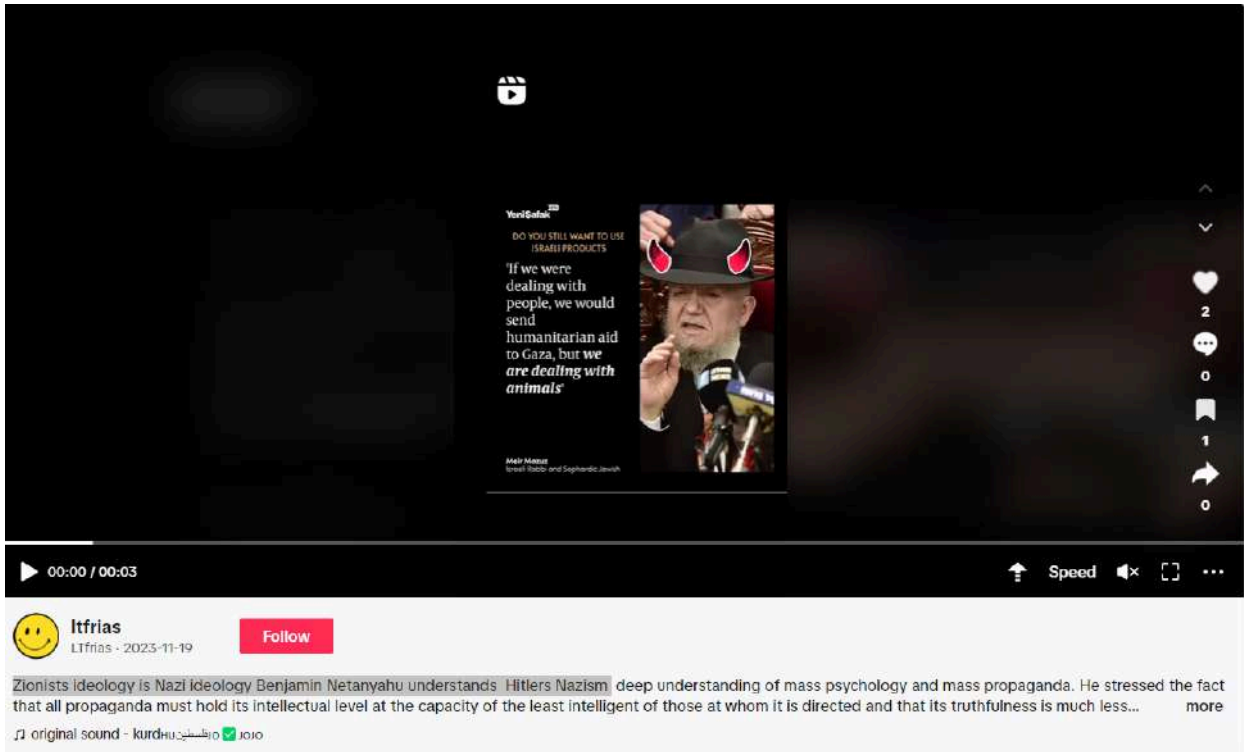 YeniŞafak
DO YOU STILL WANT TO USE
ISRAELI PRODUCTS
'If we were
dealing with
people, we would
send
humanitarian aid
to Gaza, but we
are dealing with
animals'
Meir Mazuz
Israeli Rabbi and Sephardic Jewish
2
0
1
0
00:00 / 00:03
Speed
ltfrias
LTfrias · 2023-11-19
Follow
Zionists ideology is Nazi ideology Benjamin Netanyahu understands Hitlers Nazism deep understanding of mass psychology and mass propaganda. He stressed the fact
that all propaganda must hold its intellectual level at the capacity of the least intelligent of those at whom it is directed and that its truthfulness is much less... more
original sound - kurdHU فلسطينJO ✅ JOJO